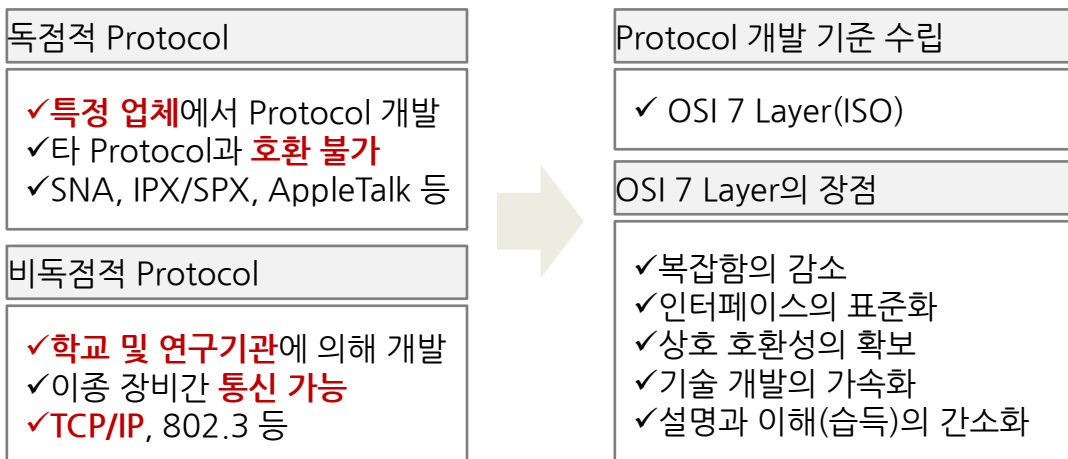 독점적 Protocol
✓특정 업체에서 Protocol 개발
✓타 Protocol과 호환 불가
✓SNA, IPX/SPX, AppleTalk 등
비독점적 Protocol
✓학교 및 연구기관에 의해 개발
✓이종 장비간 통신 가능
✓TCP/IP, 802.3 등
Protocol 개발 기준 수립
✓ OSI 7 Layer(ISO)
OSI 7 Layer의 장점
✓복잡함의 감소
✓인터페이스의 표준화
✓상호 호환성의 확보
✓기술 개발의 가속화
✓설명과 이해(습득)의 간소화